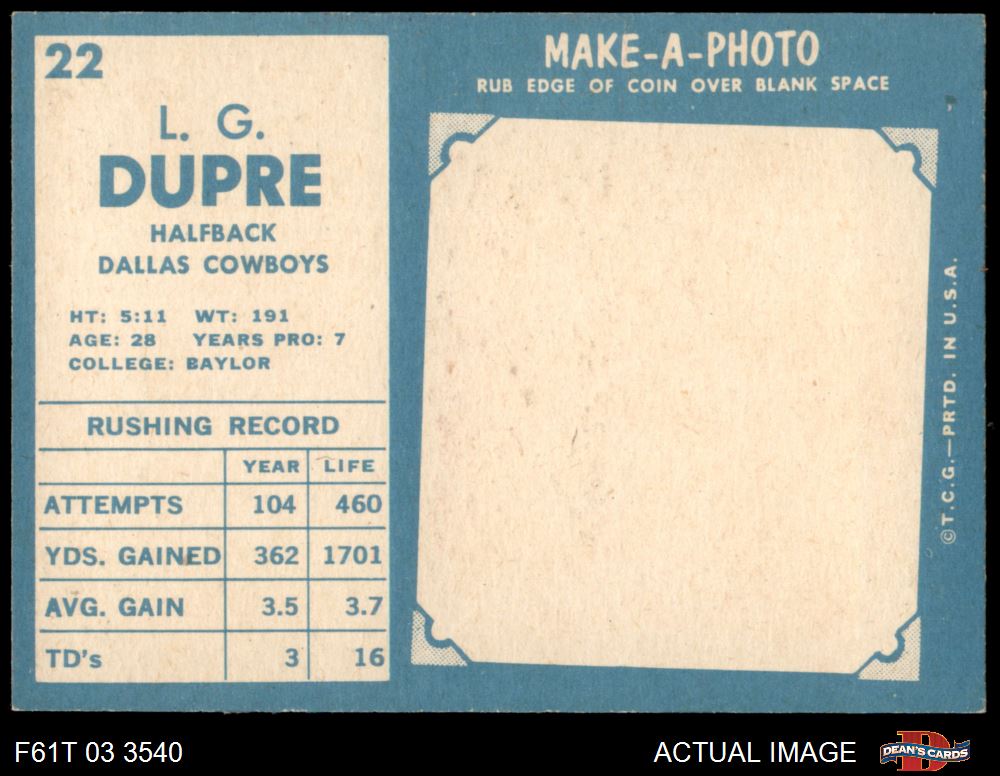 22
L. G.
DUPRE
HALFBACK
DALLAS COWBOYS
HT: 5:11 WT: 191
AGE: 28 YEARS PRO: 7
COLLEGE: BAYLOR
RUSHING RECORD
YEAR LIFE
ATTEMPTS 104 460
YDS. GAINED 362 1701
AVG. GAIN 3.5 3.7
TD's 3 16
MAKE-A-PHOTO
RUB EDGE OF COIN OVER BLANK SPACE
©T.C.G.—PRTD. IN U.S.A.
F61T 03 3540
ACTUAL IMAGE
DEAN'S CARDS